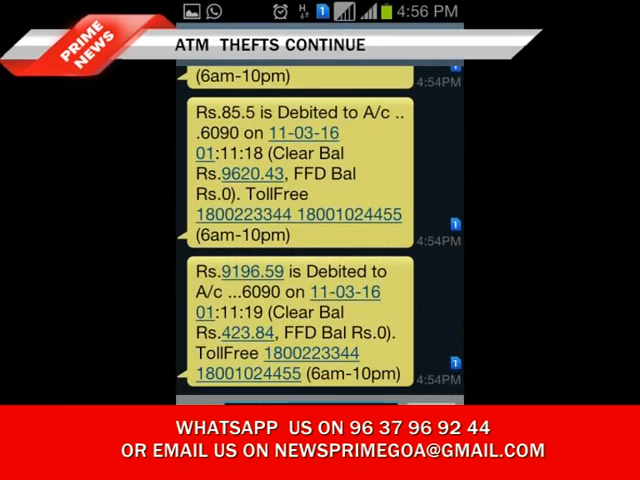 H
1
4:56 PM
PRIME
NEWS
ATM THEFTS CONTINUE
(6am-10pm)
4:54PM
Rs.85.5 is Debited to A/c ..
.6090 on 11-03-16
01:11:18 (Clear Bal
Rs.9620.43, FFD Bal
Rs.0). TollFree
1800223344 18001024455
(6am-10pm)
1
4:54PM
Rs.9196.59 is Debited to
A/c ...6090 on 11-03-16
01:11:19 (Clear Bal
Rs.423.84, FFD Bal Rs.0).
TollFree 1800223344
18001024455 (6am-10pm)
1
4:54PM
WHATSAPP US ON 96 37 96 92 44
OR EMAIL US ON NEWSPRIMEGOA@GMAIL.COM